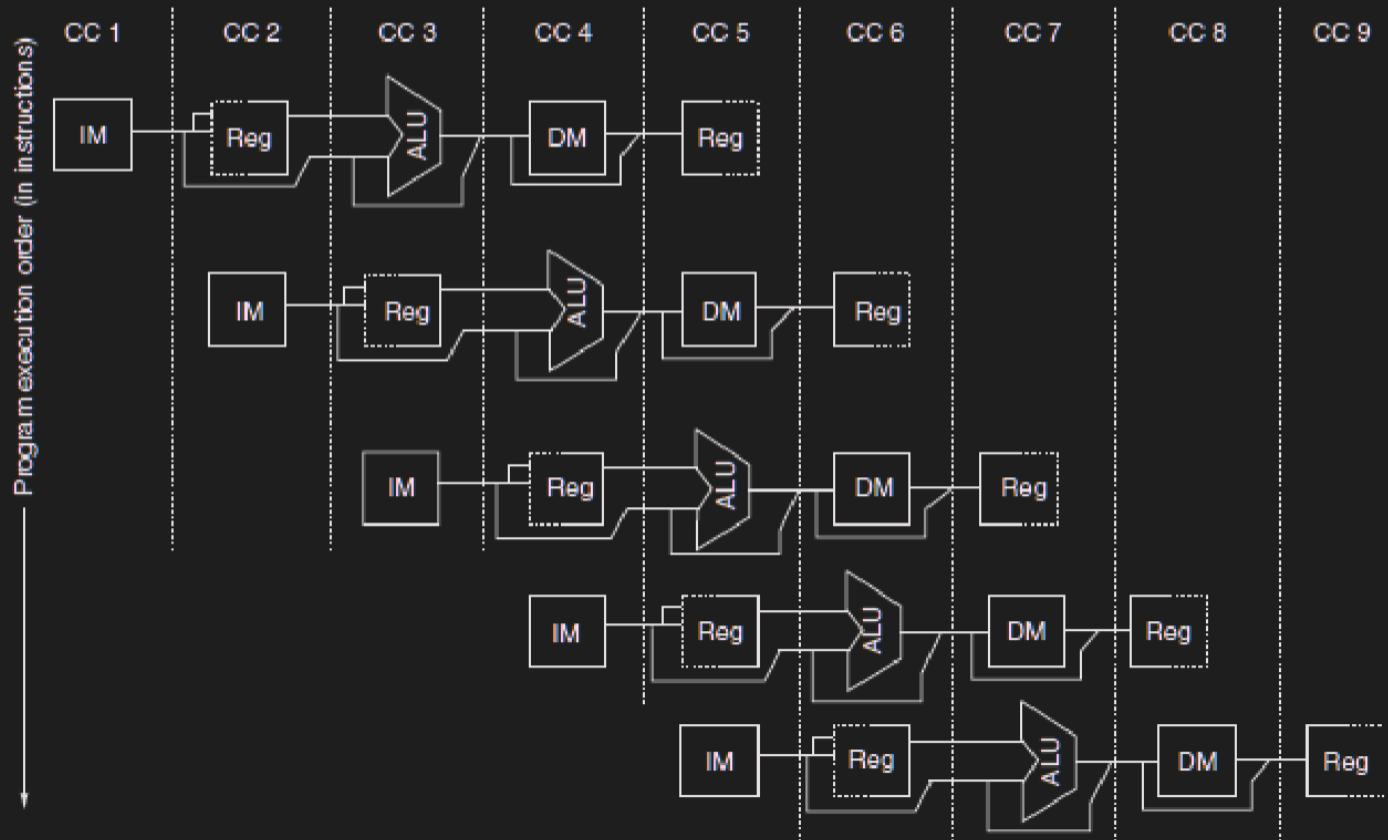 CC 1 CC 2 CC 3 CC 4 CC 5 CC 6 CC 7 CC 8 CC 9
Program execution order (in instructions)
IM Reg ALU DM Reg
IM Reg ALU DM Reg
IM Reg ALU DM Reg
IM Reg ALU DM Reg
IM Reg ALU DM Reg